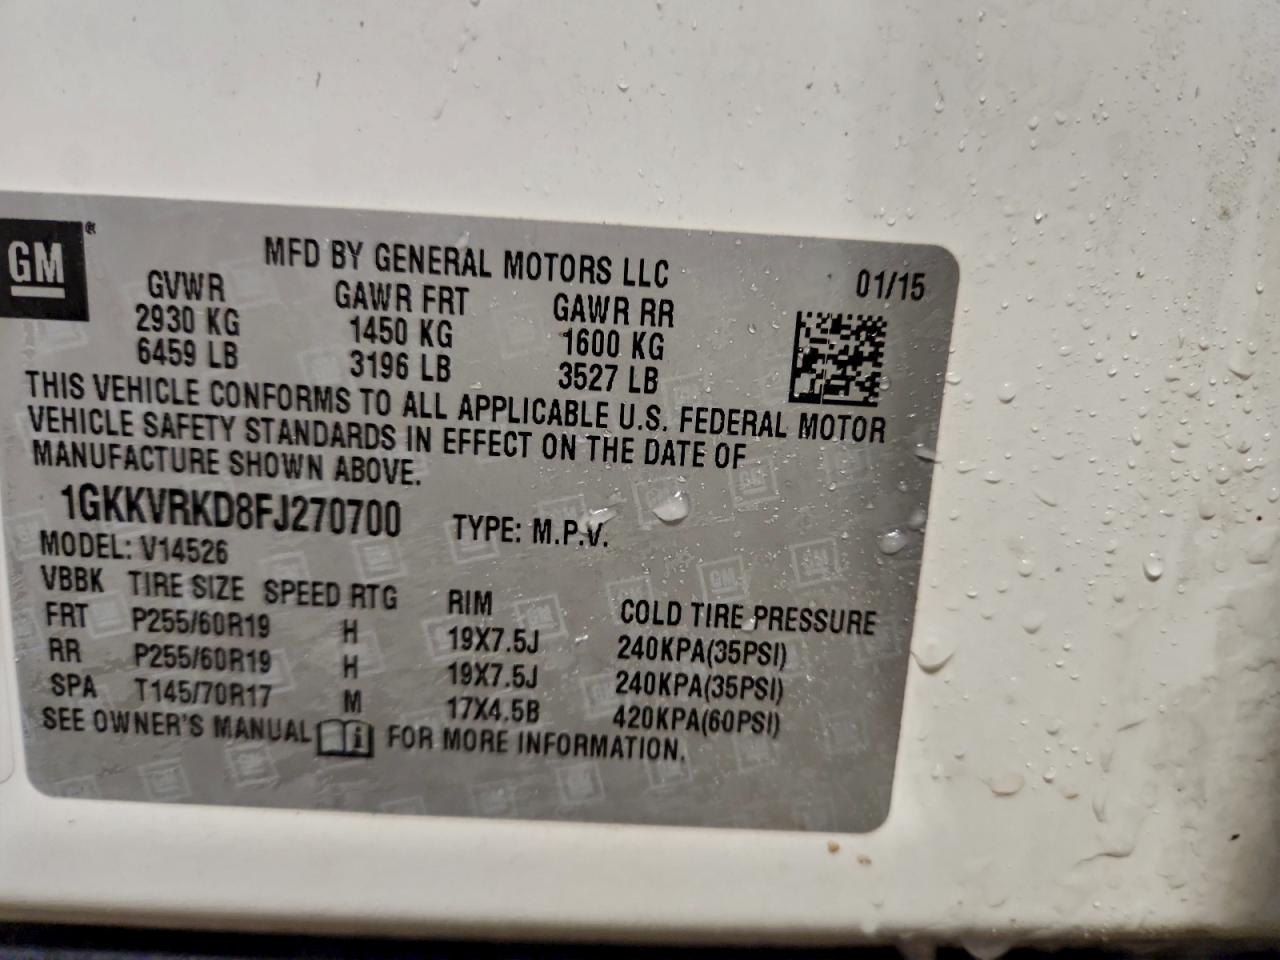 GM®
MFD BY GENERAL MOTORS LLC 01/15
GVWR GAWR FRT GAWR RR
2930 KG 1450 KG 1600 KG
6459 LB 3196 LB 3527 LB
THIS VEHICLE CONFORMS TO ALL APPLICABLE U.S. FEDERAL MOTOR
VEHICLE SAFETY STANDARDS IN EFFECT ON THE DATE OF
MANUFACTURE SHOWN ABOVE.
1GKKVRKD8FJ270700 TYPE: M.P.V.
MODEL: V14526
VBBK TIRE SIZE SPEED RTG RIM COLD TIRE PRESSURE
FRT P255/60R19 H 19X7.5J 240KPA(35PSI)
RR P255/60R19 H 19X7.5J 240KPA(35PSI)
SPA T145/70R17 M 17X4.5B 420KPA(60PSI)
SEE OWNER'S MANUAL FOR MORE INFORMATION.